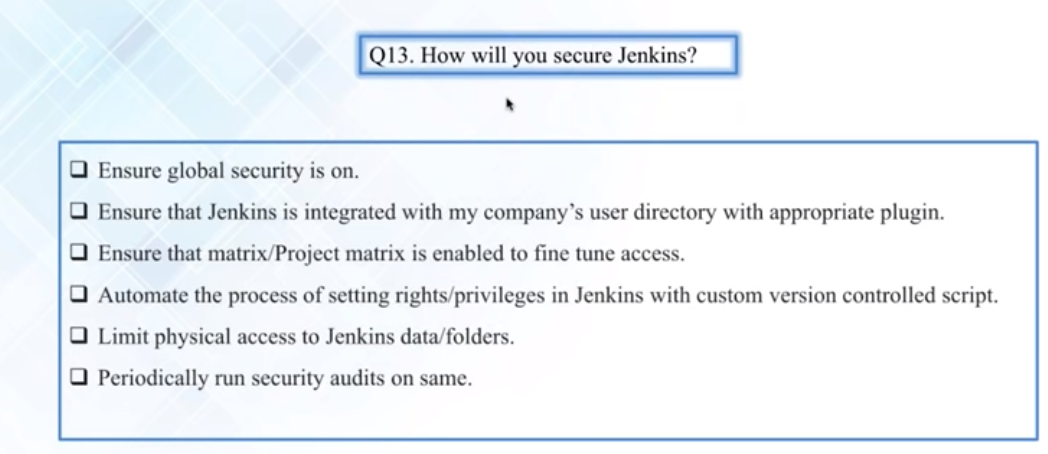 Q13. How will you secure Jenkins?
❑ Ensure global security is on.
❑ Ensure that Jenkins is integrated with my company’s user directory with appropriate plugin.
❑ Ensure that matrix/Project matrix is enabled to fine tune access.
❑ Automate the process of setting rights/privileges in Jenkins with custom version controlled script.
❑ Limit physical access to Jenkins data/folders.
❑ Periodically run security audits on same.